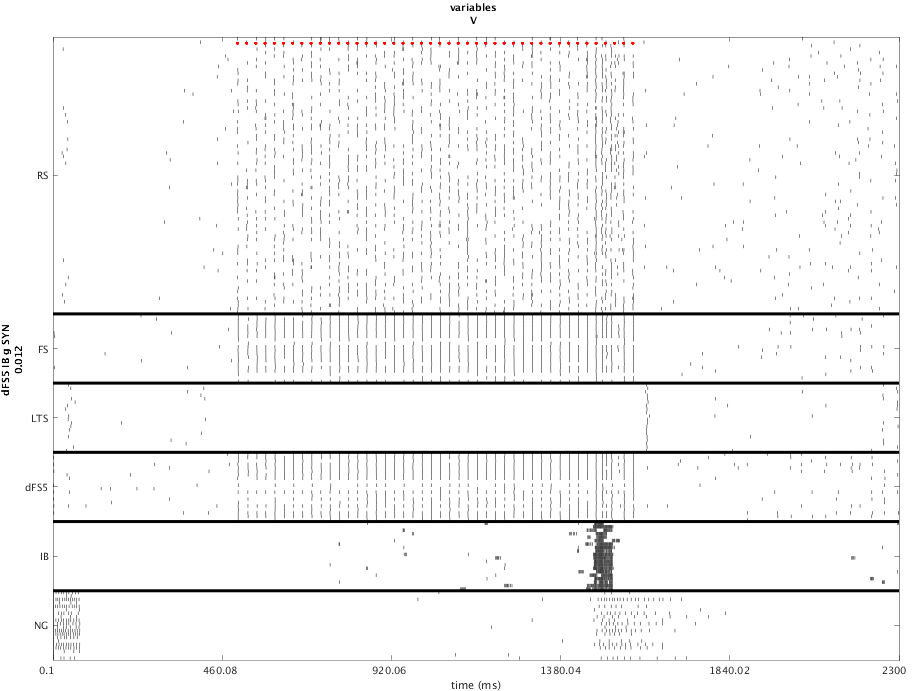 variables
V
RS
FS
LTS
dFS5
IB
NG
dFS5 IB g SYN
0.012
0.1
460.08
920.06
1380.04
1840.02
2300
time (ms)